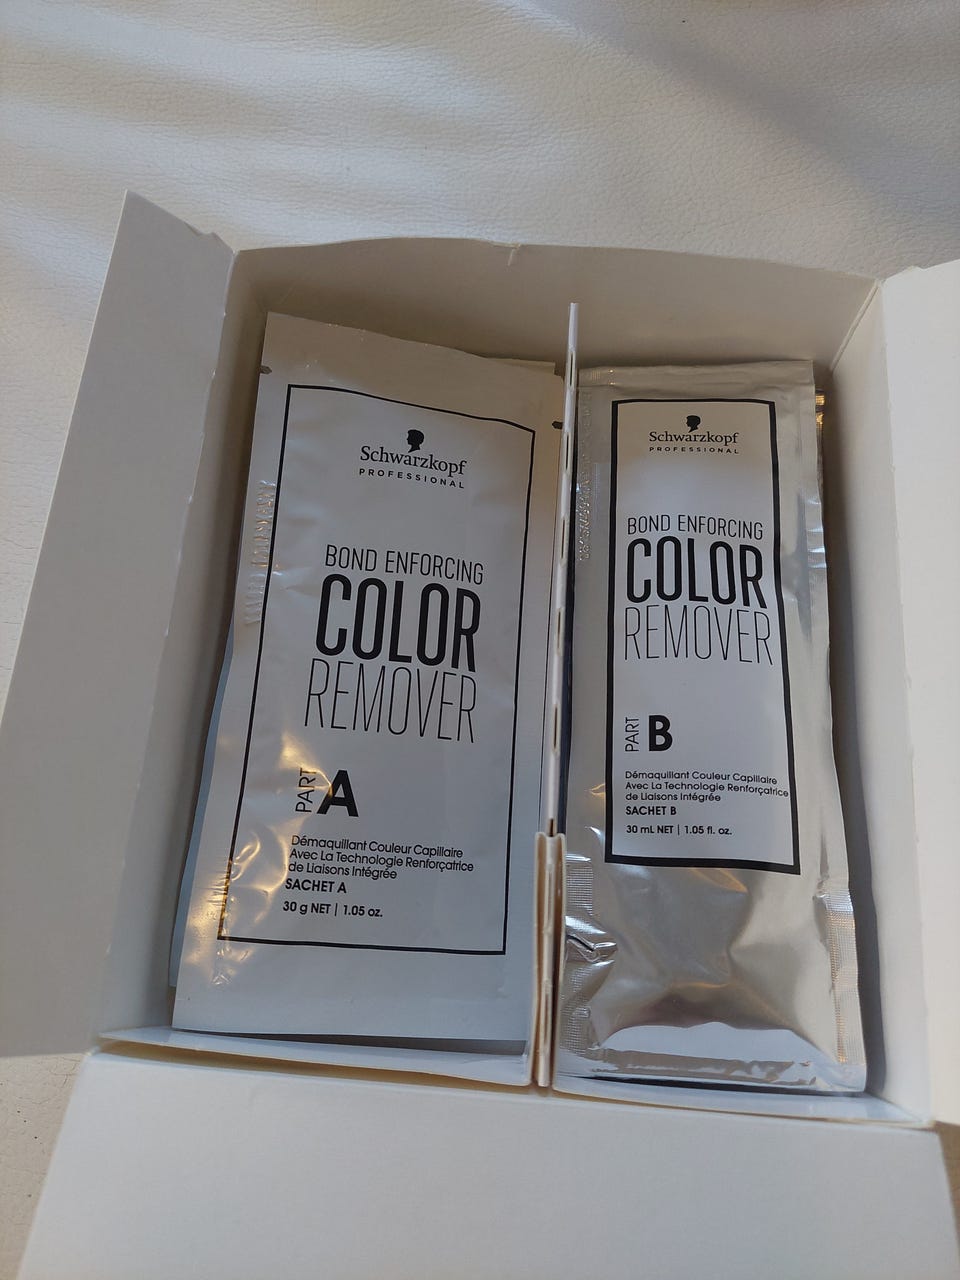 Schwarzkopf
PROFESSIONAL
BOND ENFORCING
COLOR
REMOVER
PART A
Démaquillant Couleur Capillaire
Avec La Technologie Renforçatrice
de Liaisons Intégrée
SACHET A
30 g NET | 1.05 oz.
Schwarzkopf
PROFESSIONAL
BOND ENFORCING
COLOR
REMOVER
PART B
Démaquillant Couleur Capillaire
Avec La Technologie Renforçatrice
de Liaisons Intégrée
SACHET B
30 mL NET | 1.05 fl. oz.